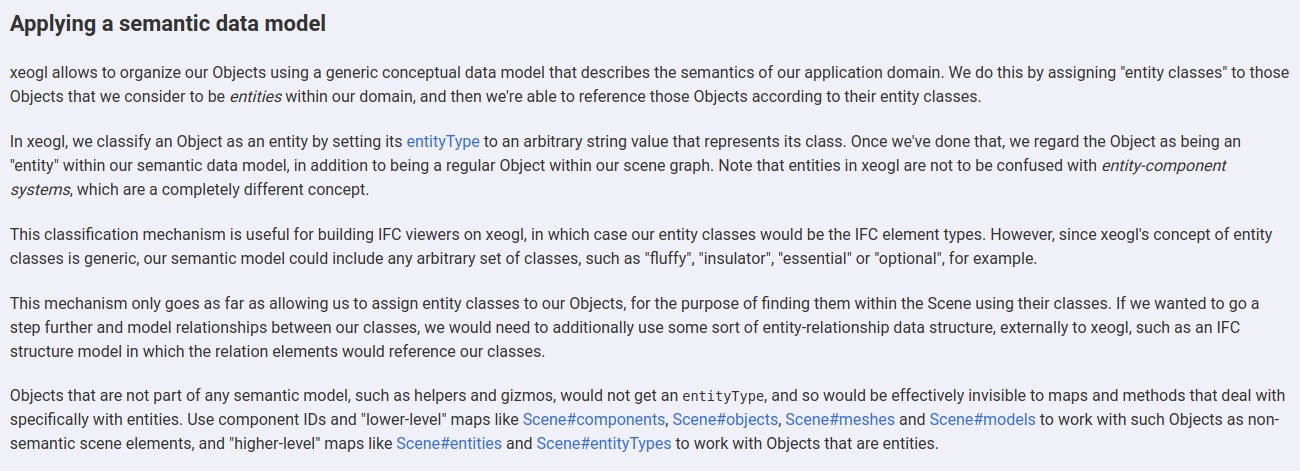 Applying a semantic data model
xeogl allows to organize our Objects using a generic conceptual data model that describes the semantics of our application domain. We do this by assigning "entity classes" to those
Objects that we consider to be entities within our domain, and then we're able to reference those Objects according to their entity classes.
In xeogl, we classify an Object as an entity by setting its entityType to an arbitrary string value that represents its class. Once we've done that, we regard the Object as being an
"entity" within our semantic data model, in addition to being a regular Object within our scene graph. Note that entities in xeogl are not to be confused with entity-component
systems, which are a completely different concept.
This classification mechanism is useful for building IFC viewers on xeogl, in which case our entity classes would be the IFC element types. However, since xeogl's concept of entity
classes is generic, our semantic model could include any arbitrary set of classes, such as "fluffy", "insulator", "essential" or "optional", for example.
This mechanism only goes as far as allowing us to assign entity classes to our Objects, for the purpose of finding them within the Scene using their classes. If we wanted to go a
step further and model relationships between our classes, we would need to additionally use some sort of entity-relationship data structure, externally to xeogl, such as an IFC
structure model in which the relation elements would reference our classes.
Objects that are not part of any semantic model, such as helpers and gizmos, would not get an entityType, and so would be effectively invisible to maps and methods that deal with
specifically with entities. Use component IDs and "lower-level" maps like Scene#components, Scene#objects, Scene#meshes and Scene#models to work with such Objects as non-
semantic scene elements, and "higher-level" maps like Scene#entities and Scene#entityTypes to work with Objects that are entities.